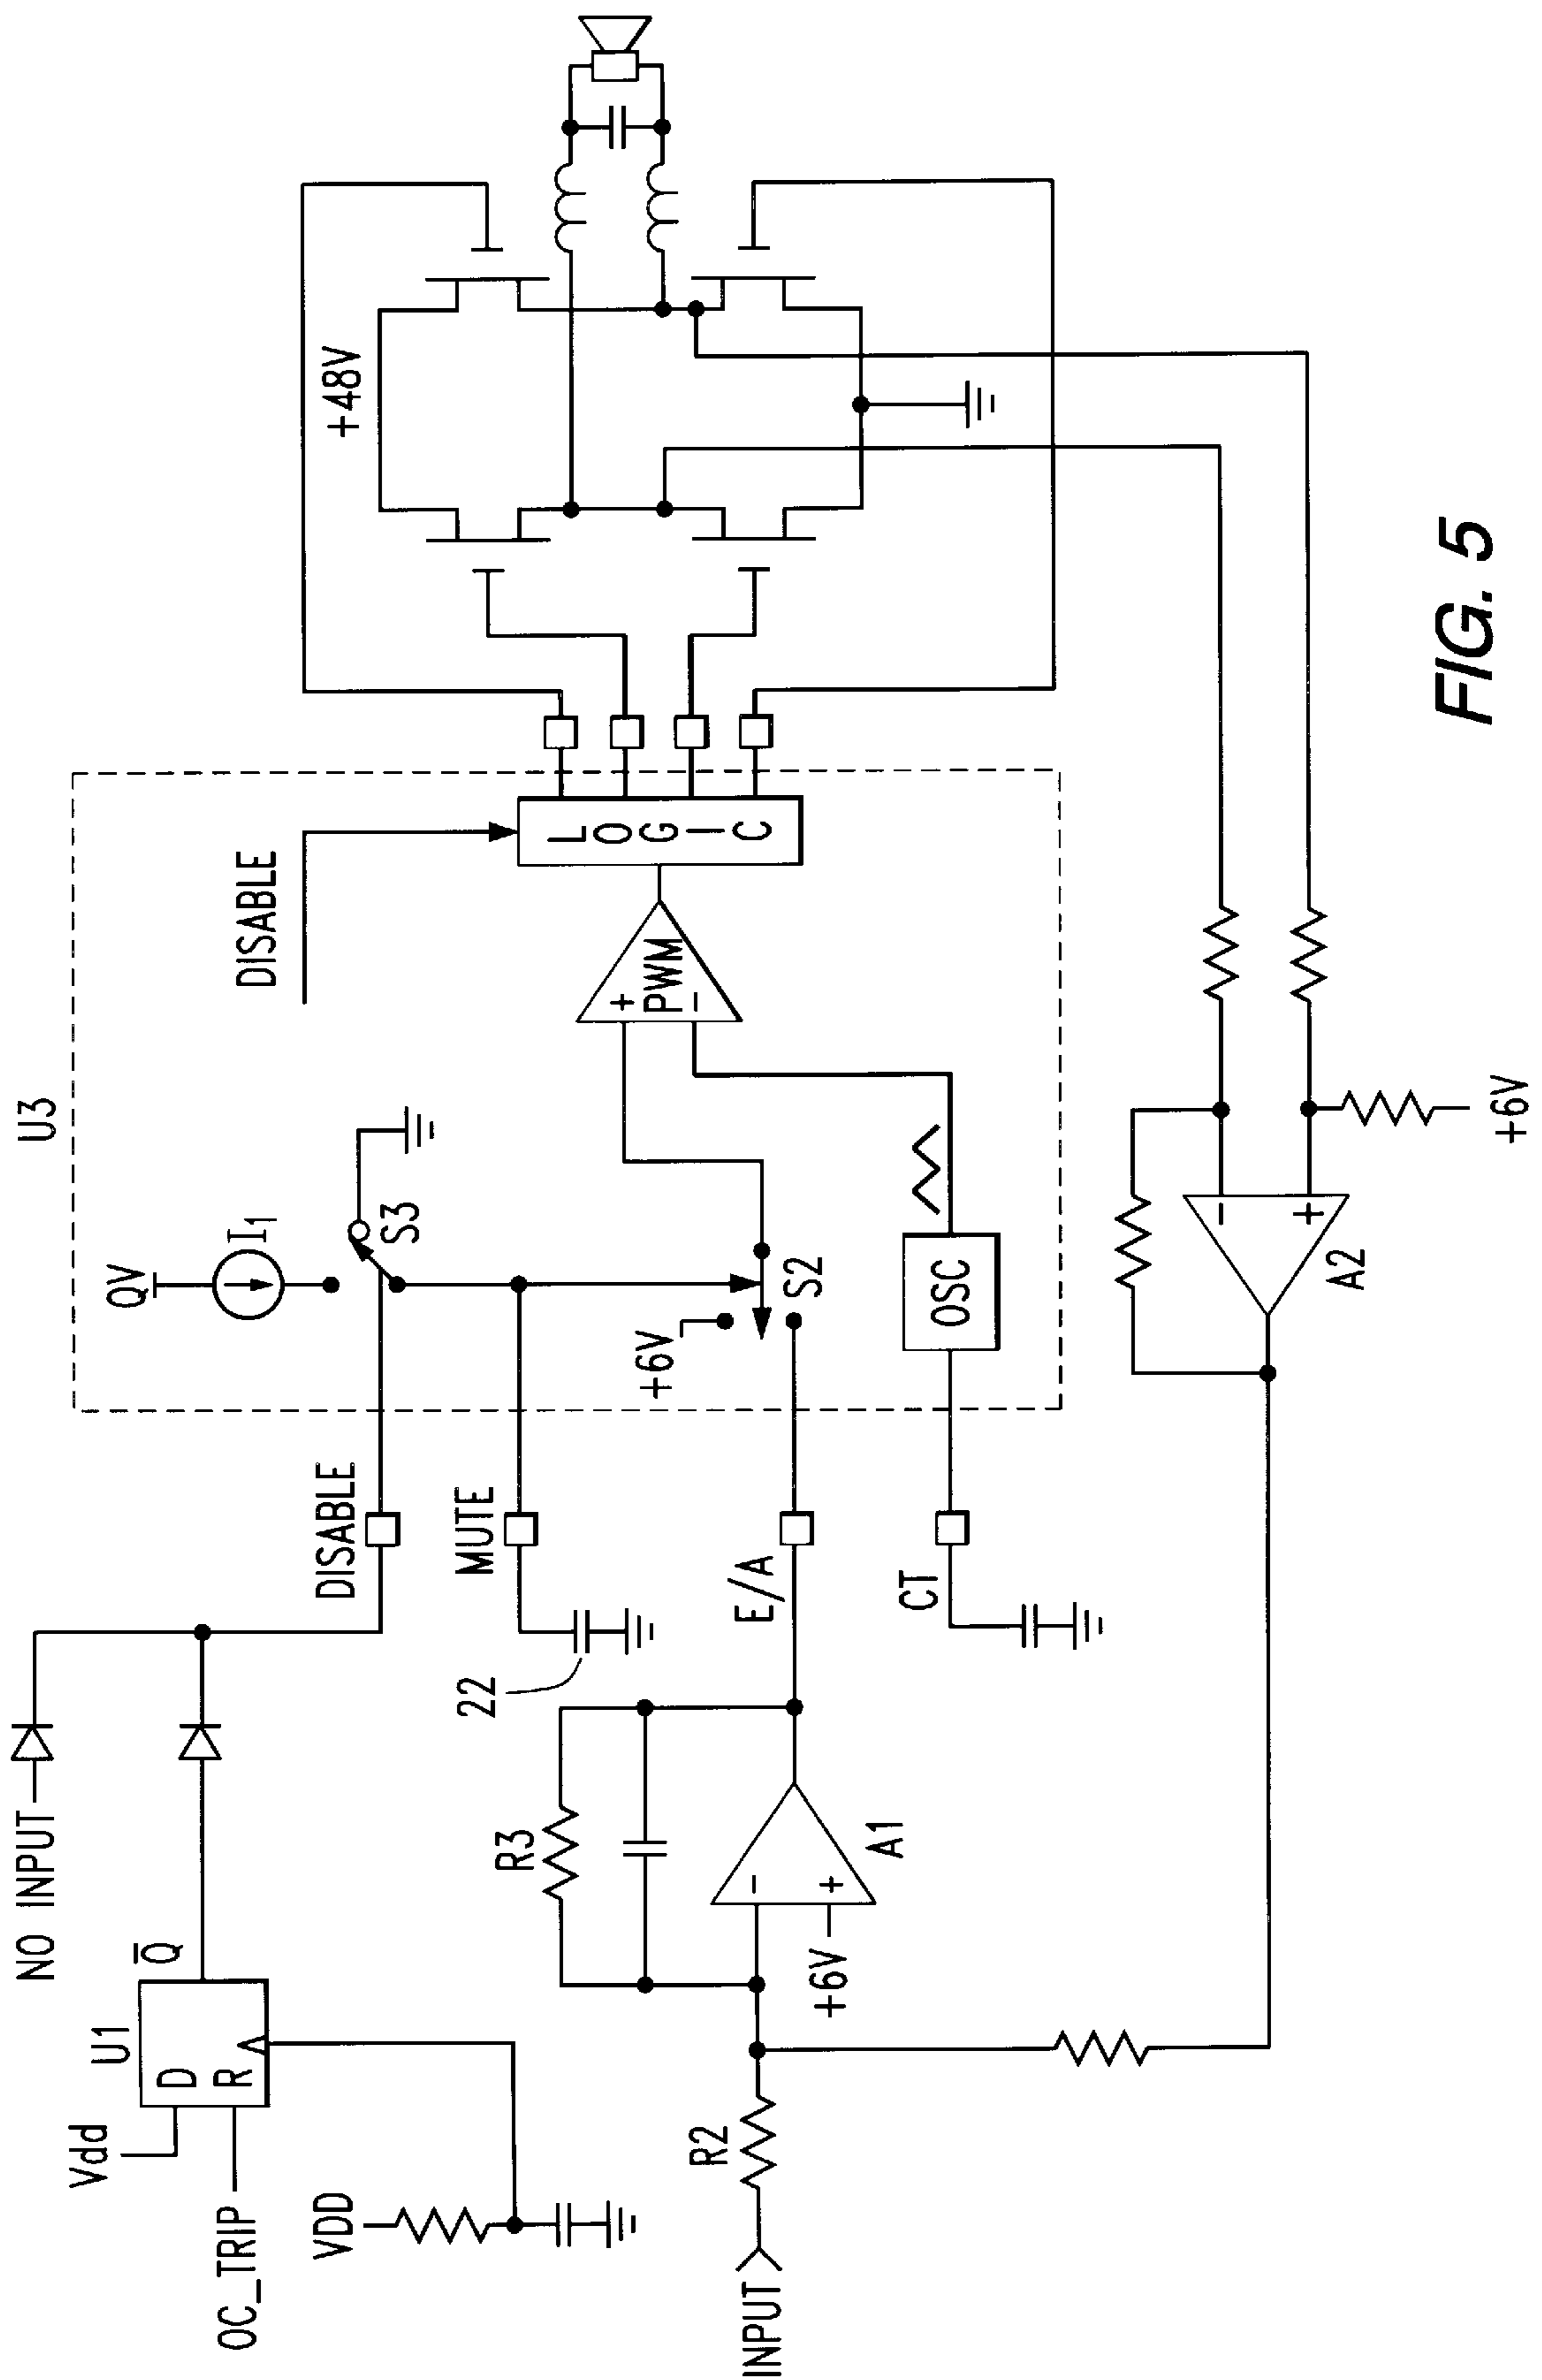 NO INPUT
U1
Q̅
D
R
Vdd
OC_TRIP
VDD
DISABLE
MUTE
22
R3
E/A
CT
A1
-
+
+6V
R2
INPUT
U3
QV
I1
S3
+6V
S2
OSC
DISABLE
+
PWM
-
LOGIC
+48V
-
+
A2
+6V
FIG. 5